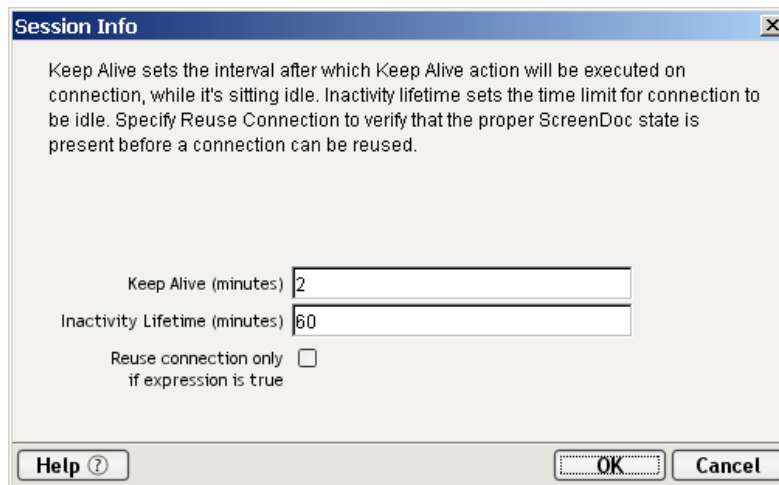 Session Info
Keep Alive sets the interval after which Keep Alive action will be executed on
connection, while it's sitting idle. Inactivity lifetime sets the time limit for connection to
be idle. Specify Reuse Connection to verify that the proper ScreenDoc state is
present before a connection can be reused.
Keep Alive (minutes) 2
Inactivity Lifetime (minutes) 60
Reuse connection only
if expression is true
Help ?
OK
Cancel